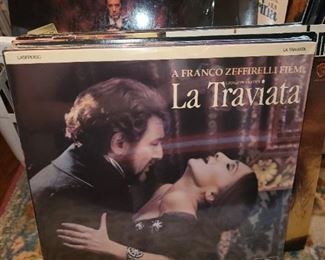 LASERDISC
LA TRAVIATA
A FRANCO ZEFFIRELLI FILM
La Traviata